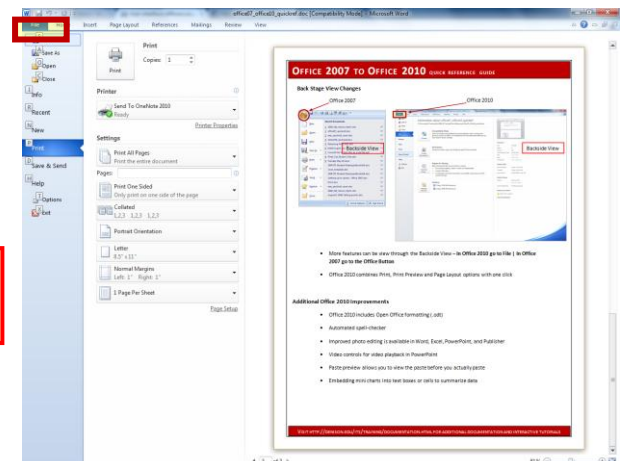 office07_office10_quickref.doc [Compatibility Mode] - Microsoft Word
Insert Page Layout References Mailings Review View
Save As
Open
Close
Info
Recent
New
Print
Save & Send
Help
Options
Exit
Print
Copies: 1
Print
Printer
Send To OneNote 2010
Ready
Printer Properties
Settings
Print All Pages
Print the entire document
Pages:
Print One Sided
Only print on one side of the page
Collated
1,2,3 1,2,3 1,2,3
Portrait Orientation
Letter
8.5" x 11"
Normal Margins
Left: 1" Right: 1"
1 Page Per Sheet
Page Setup
OFFICE 2007 TO OFFICE 2010 QUICK REFERENCE GUIDE
Back Stage View Changes
Office 2007
Office 2010
Backside View
Backside View
• More features can be view through the Backside View – In Office 2010 go to File | In Office
2007 go to the Office Button
• Office 2010 combines Print, Print Preview and Page Layout options with one click
Additional Office 2010 Improvements
• Office 2010 includes Open Office formatting (.odt)
• Automated spell-checker
• Improved photo editing is available in Word, Excel, PowerPoint, and Publisher
• Video controls for video playback in PowerPoint
• Paste preview allows you to view the paste before you actually paste
• Embedding mini charts into text boxes or cells to summarize data
FOR ADDITIONAL DOCUMENTATION AND INTERACTIVE TUTORIALS